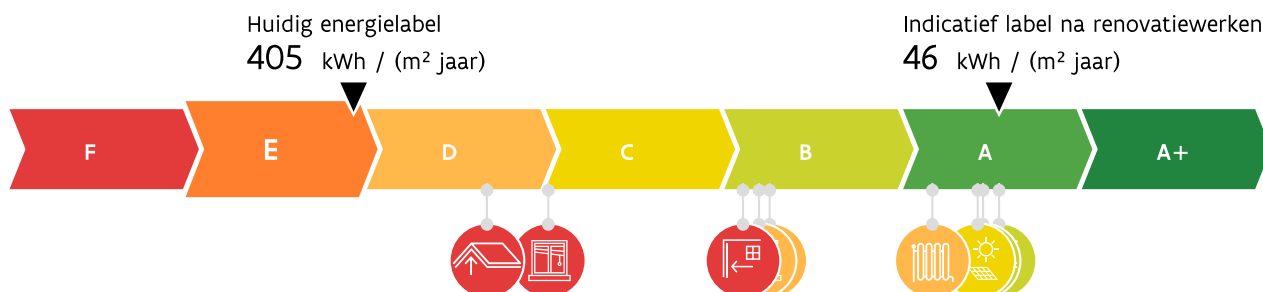 Huidig energielabel
405 kWh / (m² jaar)
Indicatief label na renovatiewerken
46 kWh / (m² jaar)
F E D C B A A+